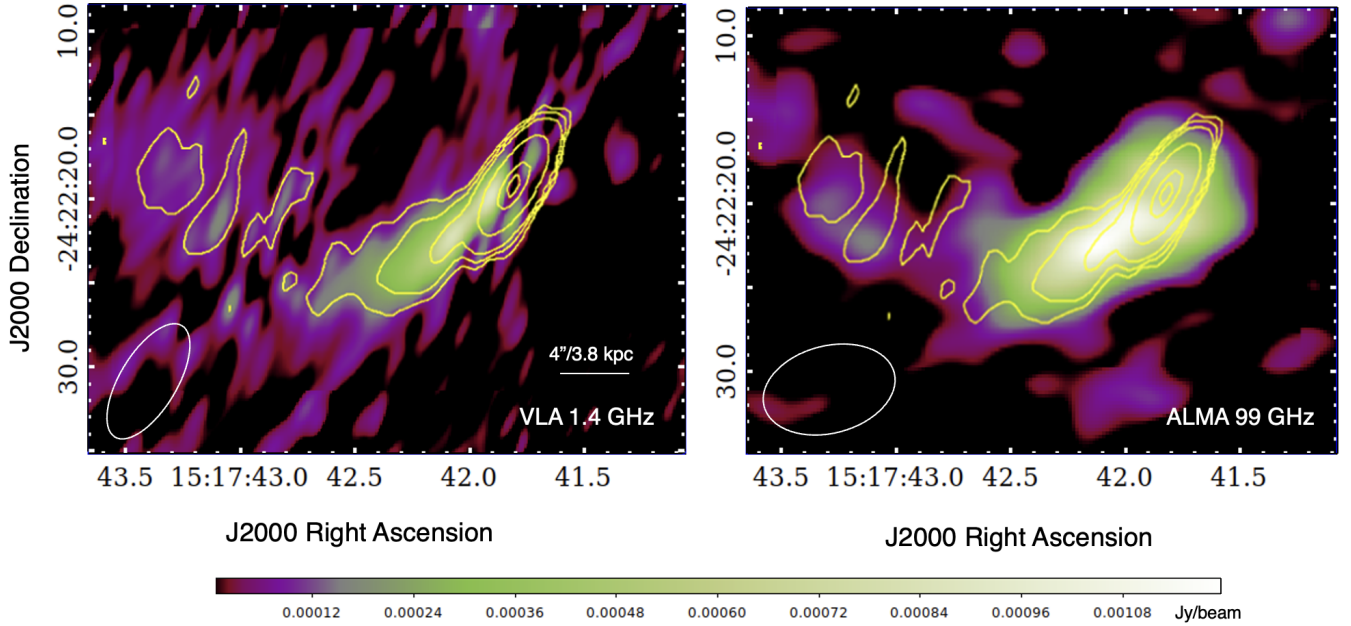 10.0
20.0
-24:22:20.0
30.0
J2000 Declination
4”/3.8 kpc
VLA 1.4 GHz
43.5 15:17:43.0 42.5 42.0 41.5
J2000 Right Ascension
10.0
-24:22:20.0
30.0
ALMA 99 GHz
43.5 15:17:43.0 42.5 42.0 41.5
J2000 Right Ascension
0.00012 0.00024 0.00036 0.00048 0.00060 0.00072 0.00084 0.00096 0.00108 Jy/beam